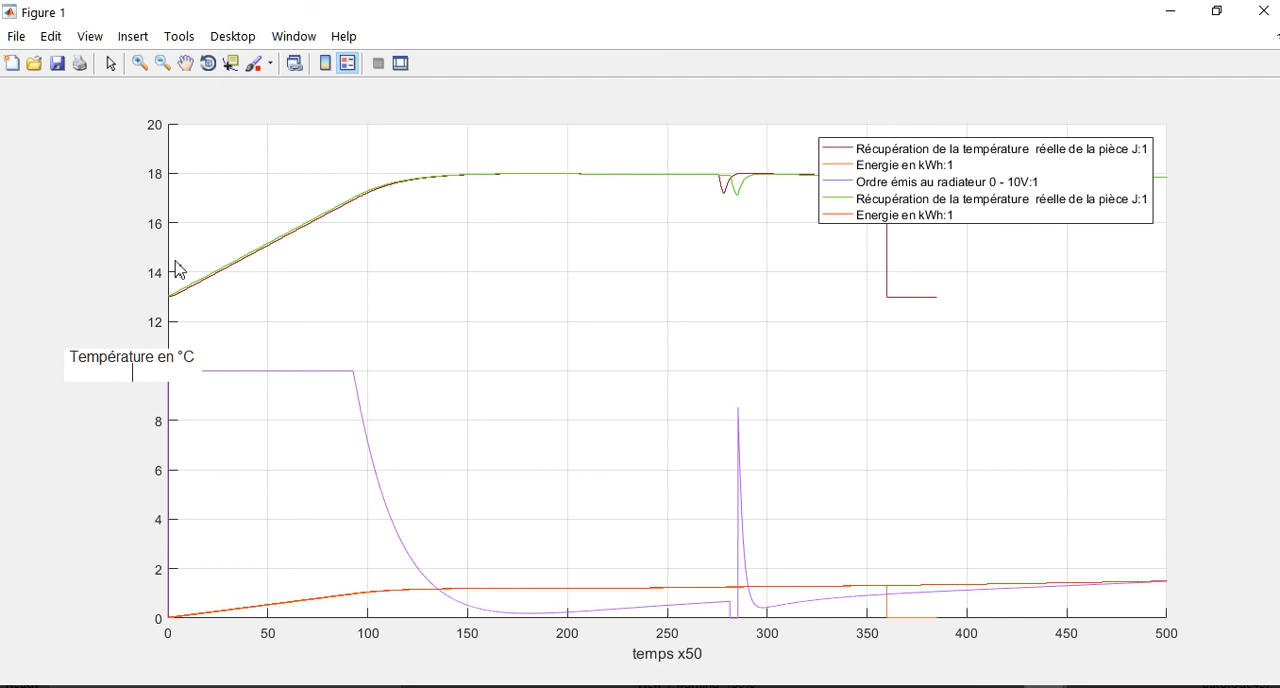 Figure 1
File Edit View Insert Tools Desktop Window Help
20
18
16
14
12
Température en °C
8
6
4
2
0
Récupération de la température réelle de la pièce J:1
Energie en kWh:1
Ordre émis au radiateur 0 - 10V:1
Récupération de la température réelle de la pièce J:1
Energie en kWh:1
0 50 100 150 200 250 300 350 400 450 500
temps x50